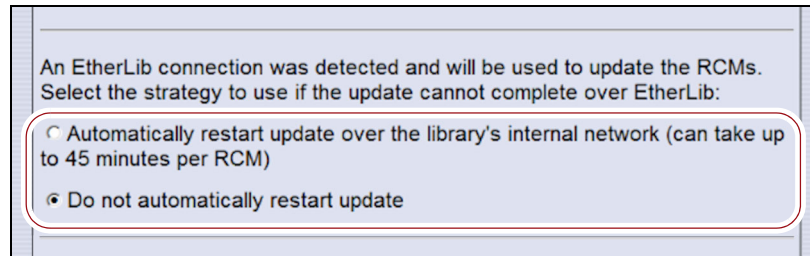 An EtherLib connection was detected and will be used to update the RCMs.
Select the strategy to use if the update cannot complete over EtherLib:
Automatically restart update over the library's internal network (can take up
to 45 minutes per RCM)
Do not automatically restart update